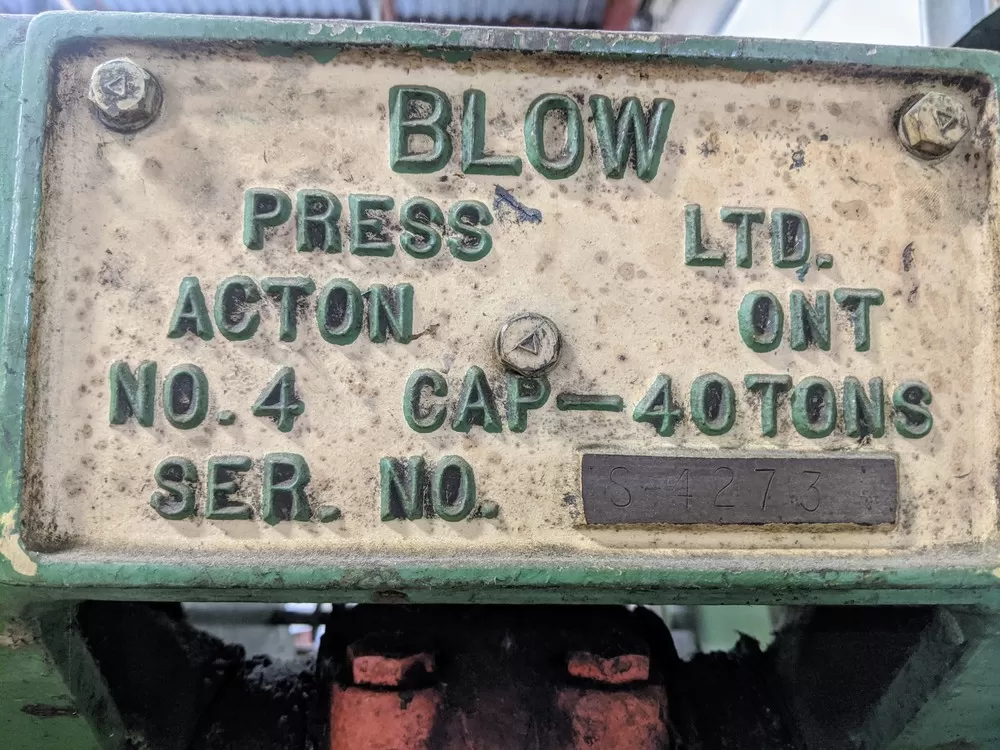 BLOW
PRESS LTD.
ACTON ONT
NO. 4 CAP-40TONS
SER. NO. S-4273